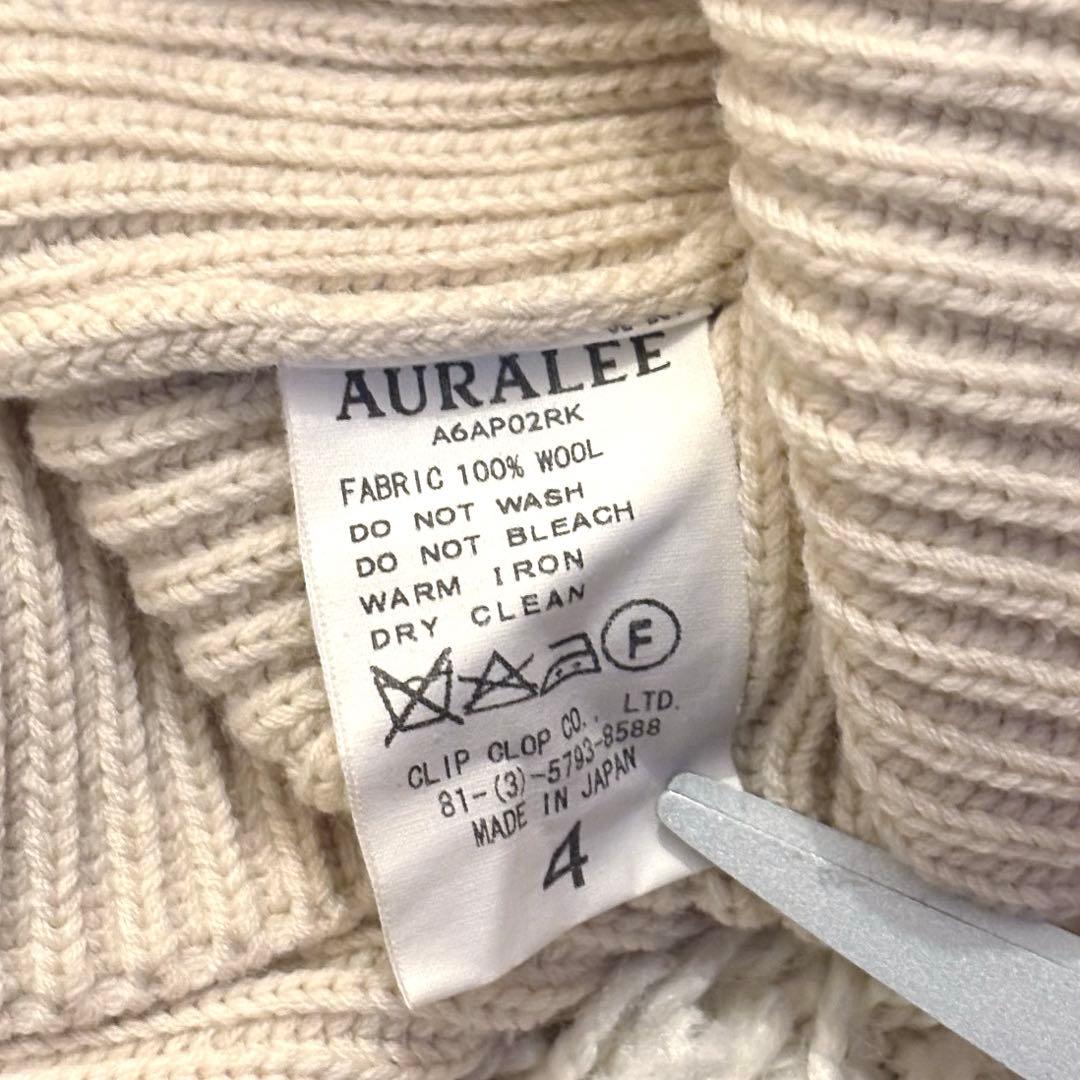 AURALEE
A6AP02RK
FABRIC 100% WOOL
DO NOT WASH
DO NOT BLEACH
WARM IRON
DRY CLEAN
F
CLIP CLOP CO., LTD.
81-(3)-5793-8588
MADE IN JAPAN
4